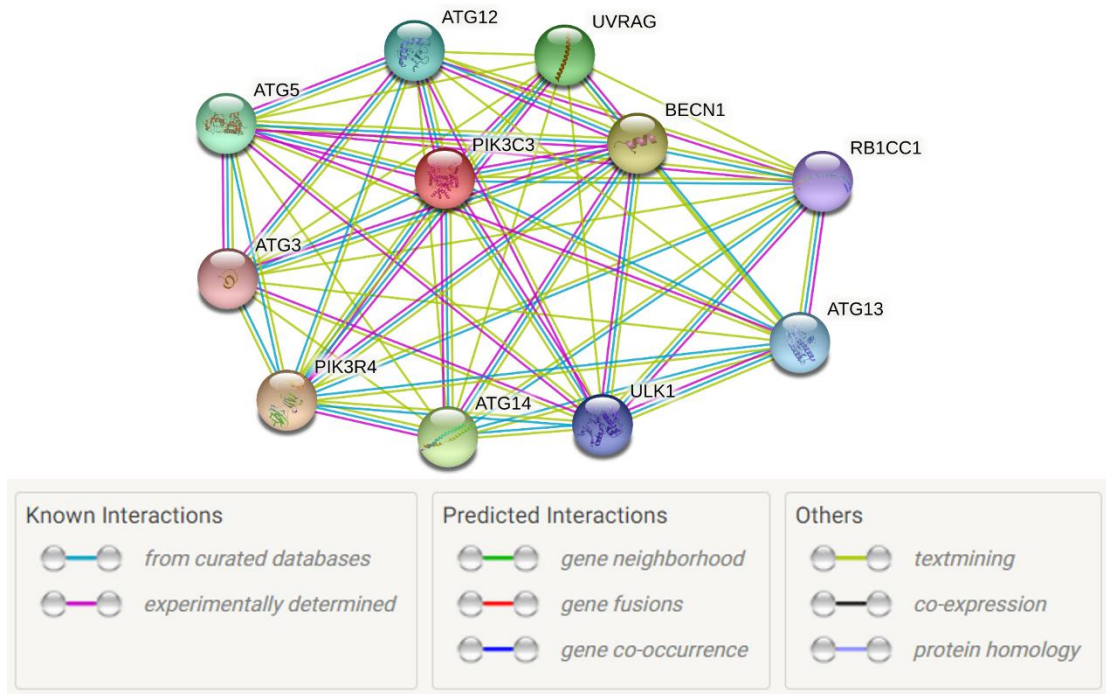 ATG12
UVRAG
ATG5
BECN1
PIK3C3
RB1CC1
ATG3
ATG13
PIK3R4
ATG14
ULK1
Known Interactions
from curated databases
experimentally determined
Predicted Interactions
gene neighborhood
gene fusions
gene co-occurrence
Others
textmining
co-expression
protein homology